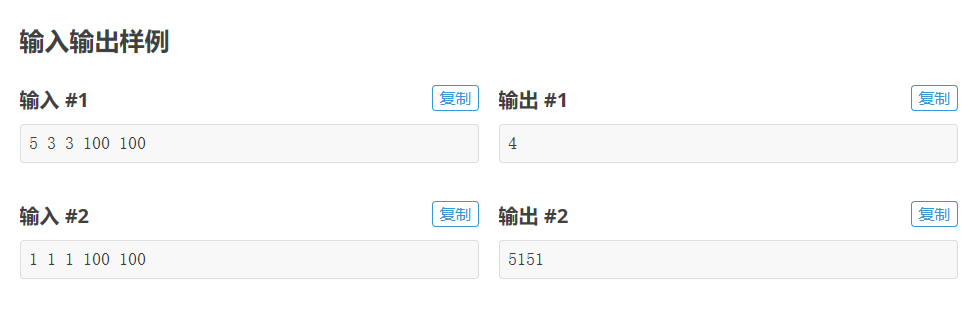 输入输出样例
输入 #1
复制
输出 #1
复制
5 3 3 100 100
4
输入 #2
复制
输出 #2
复制
1 1 1 100 100
5151